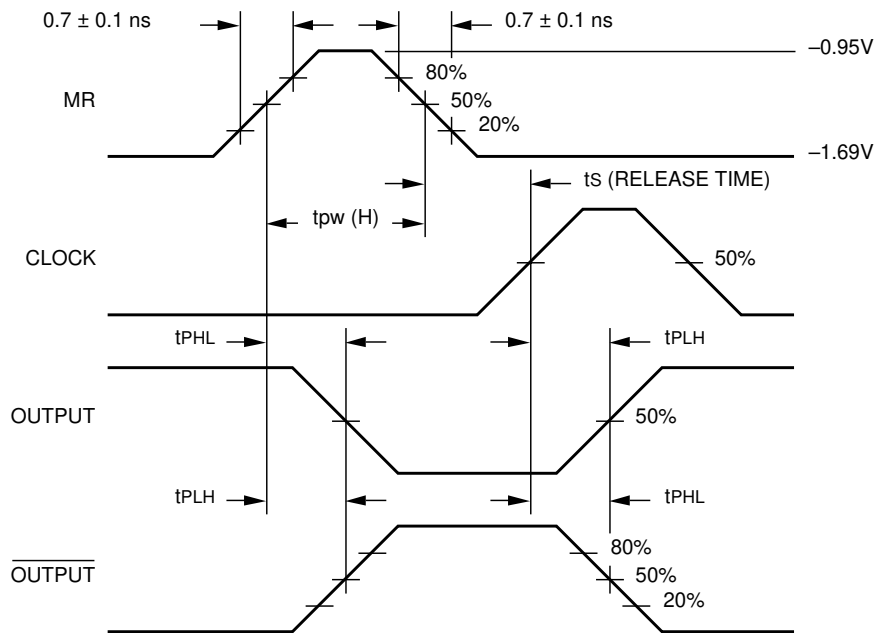 0.7 ± 0.1 ns 0.7 ± 0.1 ns
–0.95V
80%
MR 50%
20%
–1.69V
tS (RELEASE TIME)
tpw (H)
CLOCK 50%
tPHL tPLH
OUTPUT 50%
tPLH tPHL
80%
OUTPUT 50%
20%